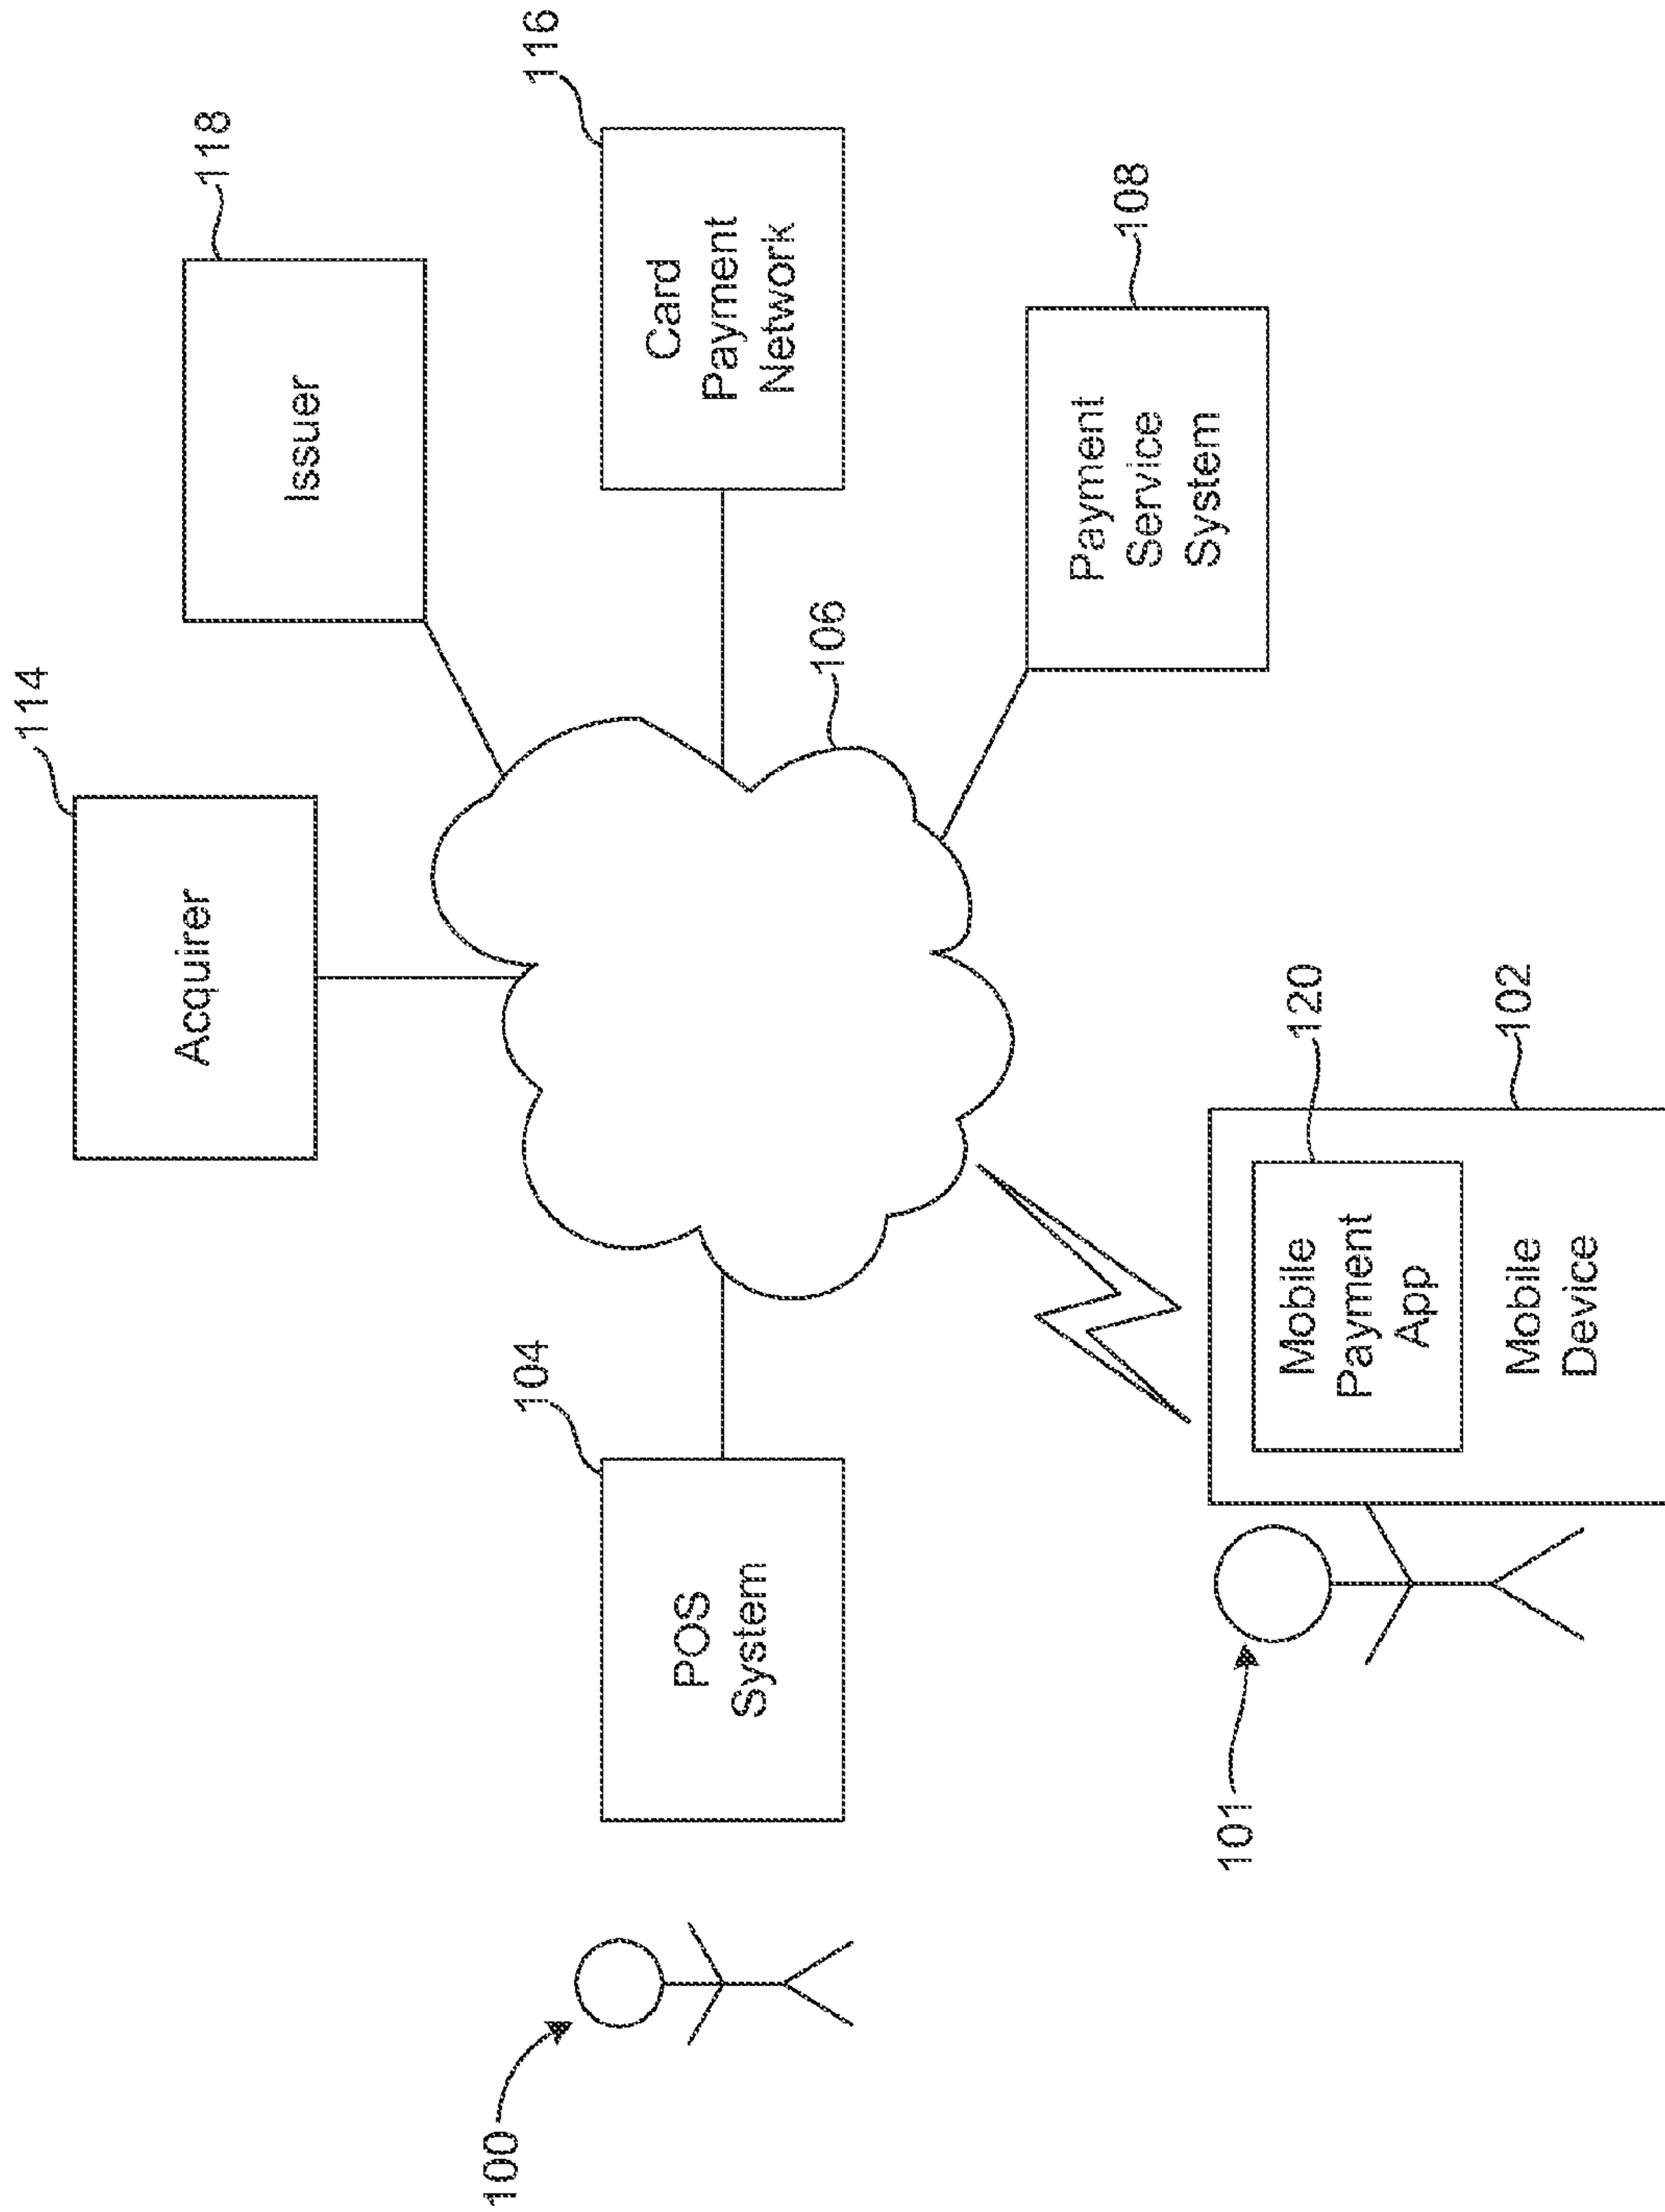 114
Acquirer
118
Issuer
116
Card
Payment
Network
104
POS
System
106
108
Payment
Service
System
100
101
120
Mobile
Payment
App
102
Mobile
Device